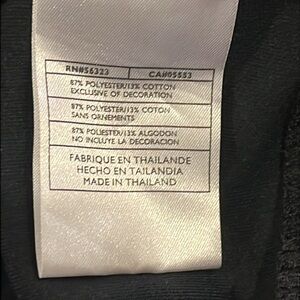 RN#56323 CA#05553
87% POLYESTER/13% COTTON
EXCLUSIVE OF DECORATION
87% POLYESTER/13% COTON
SANS ORNEMENTS
87% POLIESTER/13% ALGODON
NO INCLUYE LA DECORACION
FABRIQUE EN THAILANDE
HECHO EN TAILANDIA
MADE IN THAILAND